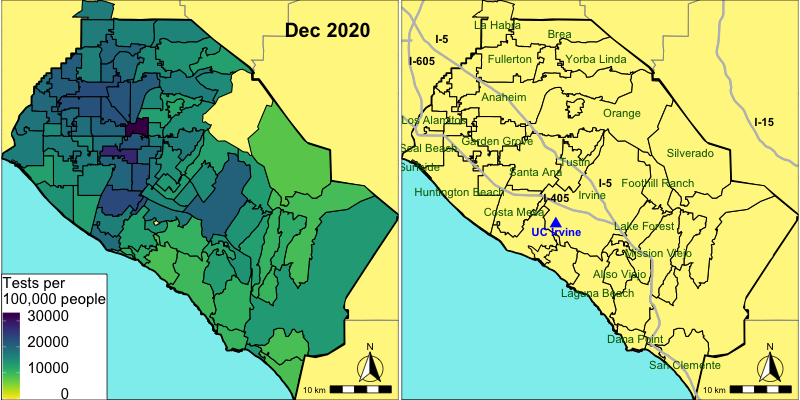 Dec 2020
Tests per
100,000 people
30000
20000
10000
0
N
10 km
La Habra
Brea
I-5
I-605
Fullerton
Yorba Linda
Anaheim
Orange
Los Alamitos
I-15
Garden Grove
Seal Beach
Silverado
Tustin
Sunside
Santa Ana
I-5
Foothill Ranch
Huntington Beach
I-405
Irvine
Costa Mesa
UC Irvine
Lake Forest
Mission Viejo
Aliso Viejo
Laguna Beach
Dana Point
San Clemente
N
10 km